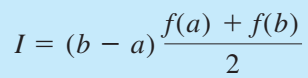 I = (b − a) f(a) + f(b)
2